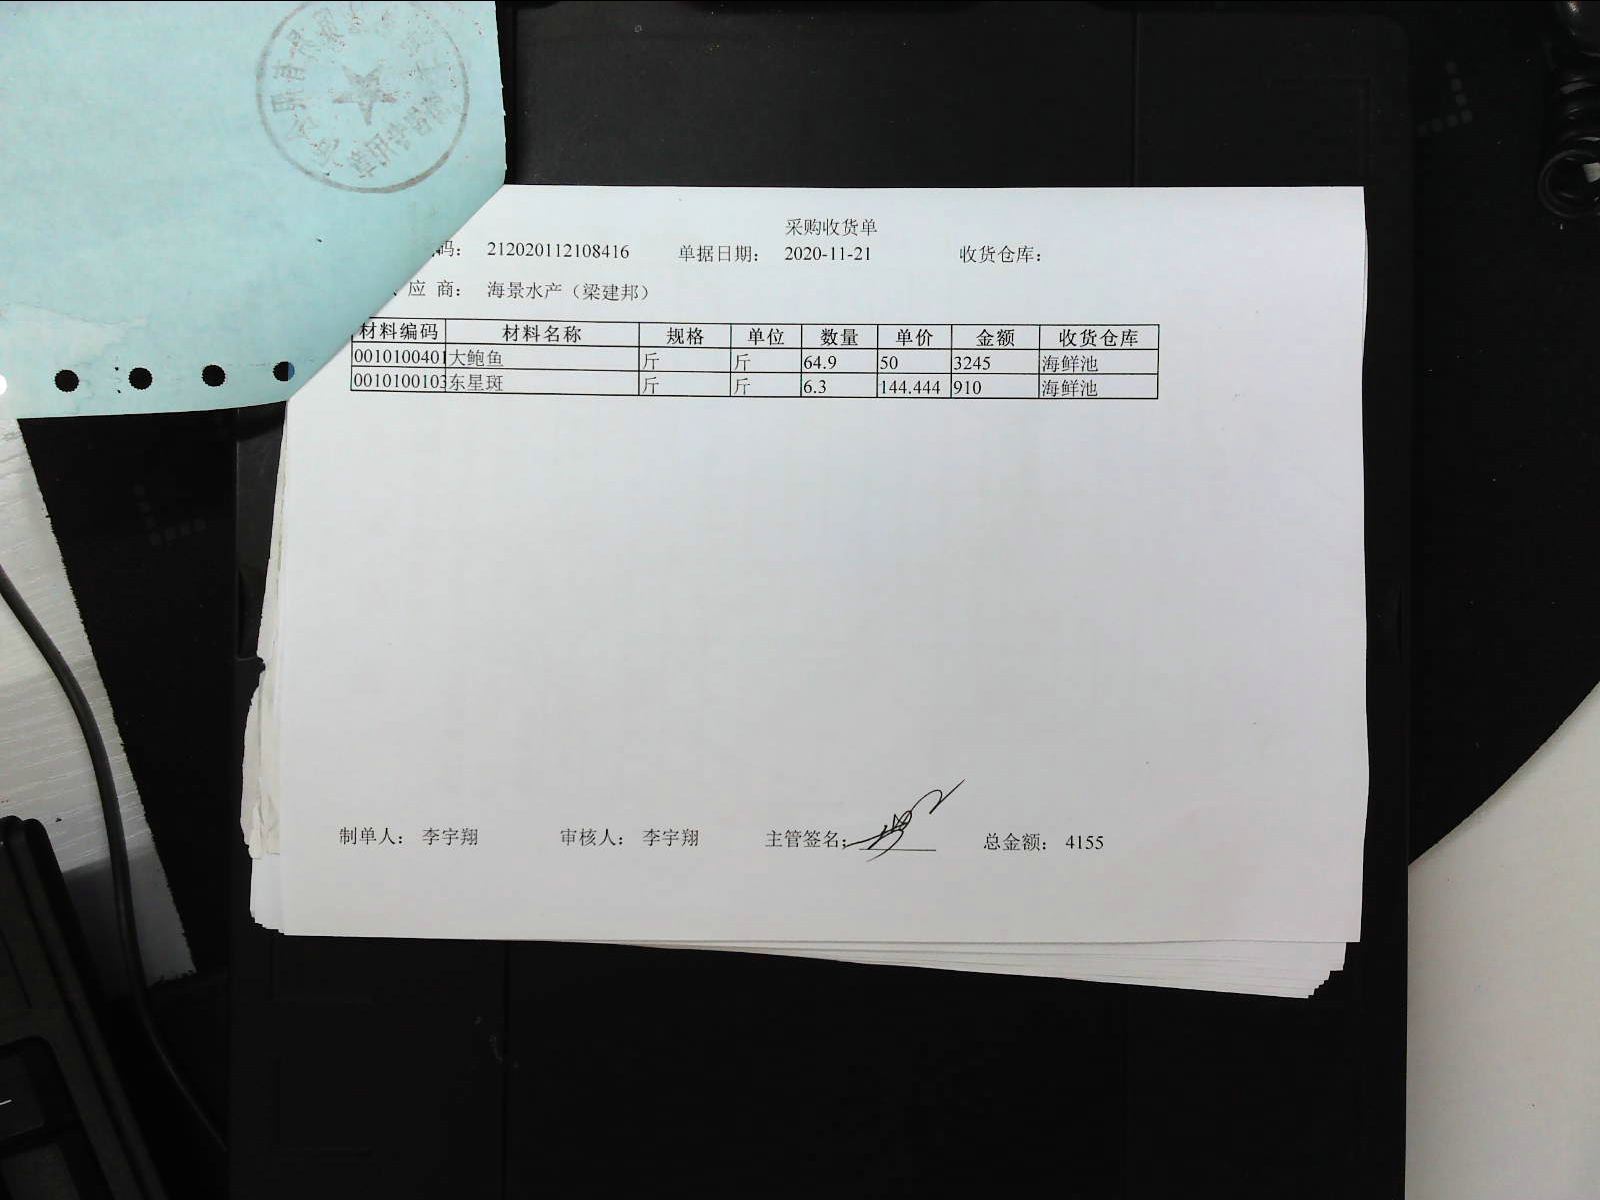 采购收货单
码： 212020112108416 单据日期： 2020-11-21 收货仓库：
应 商： 海景水产（梁建邦）
材料编码 材料名称 规格 单位 数量 单价 金额 收货仓库
0010100401 大鲍鱼 斤 斤 64.9 50 3245 海鲜池
0010100103 东星斑 斤 斤 6.3 144.444 910 海鲜池
制单人： 李宇翔 审核人： 李宇翔 主管签名： 总金额： 4155